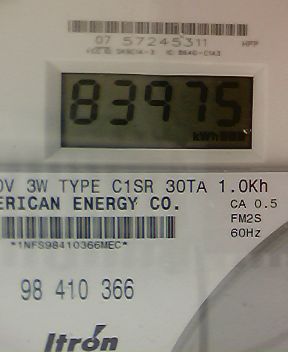 07 57245311
83975
kWh
0V 3W TYPE C1SR 30TA 1.0Kh
ERICAN ENERGY CO.
CA 0.5
FM2S
60Hz
*1NFS98410366MEC*
98 410 366
Itrón